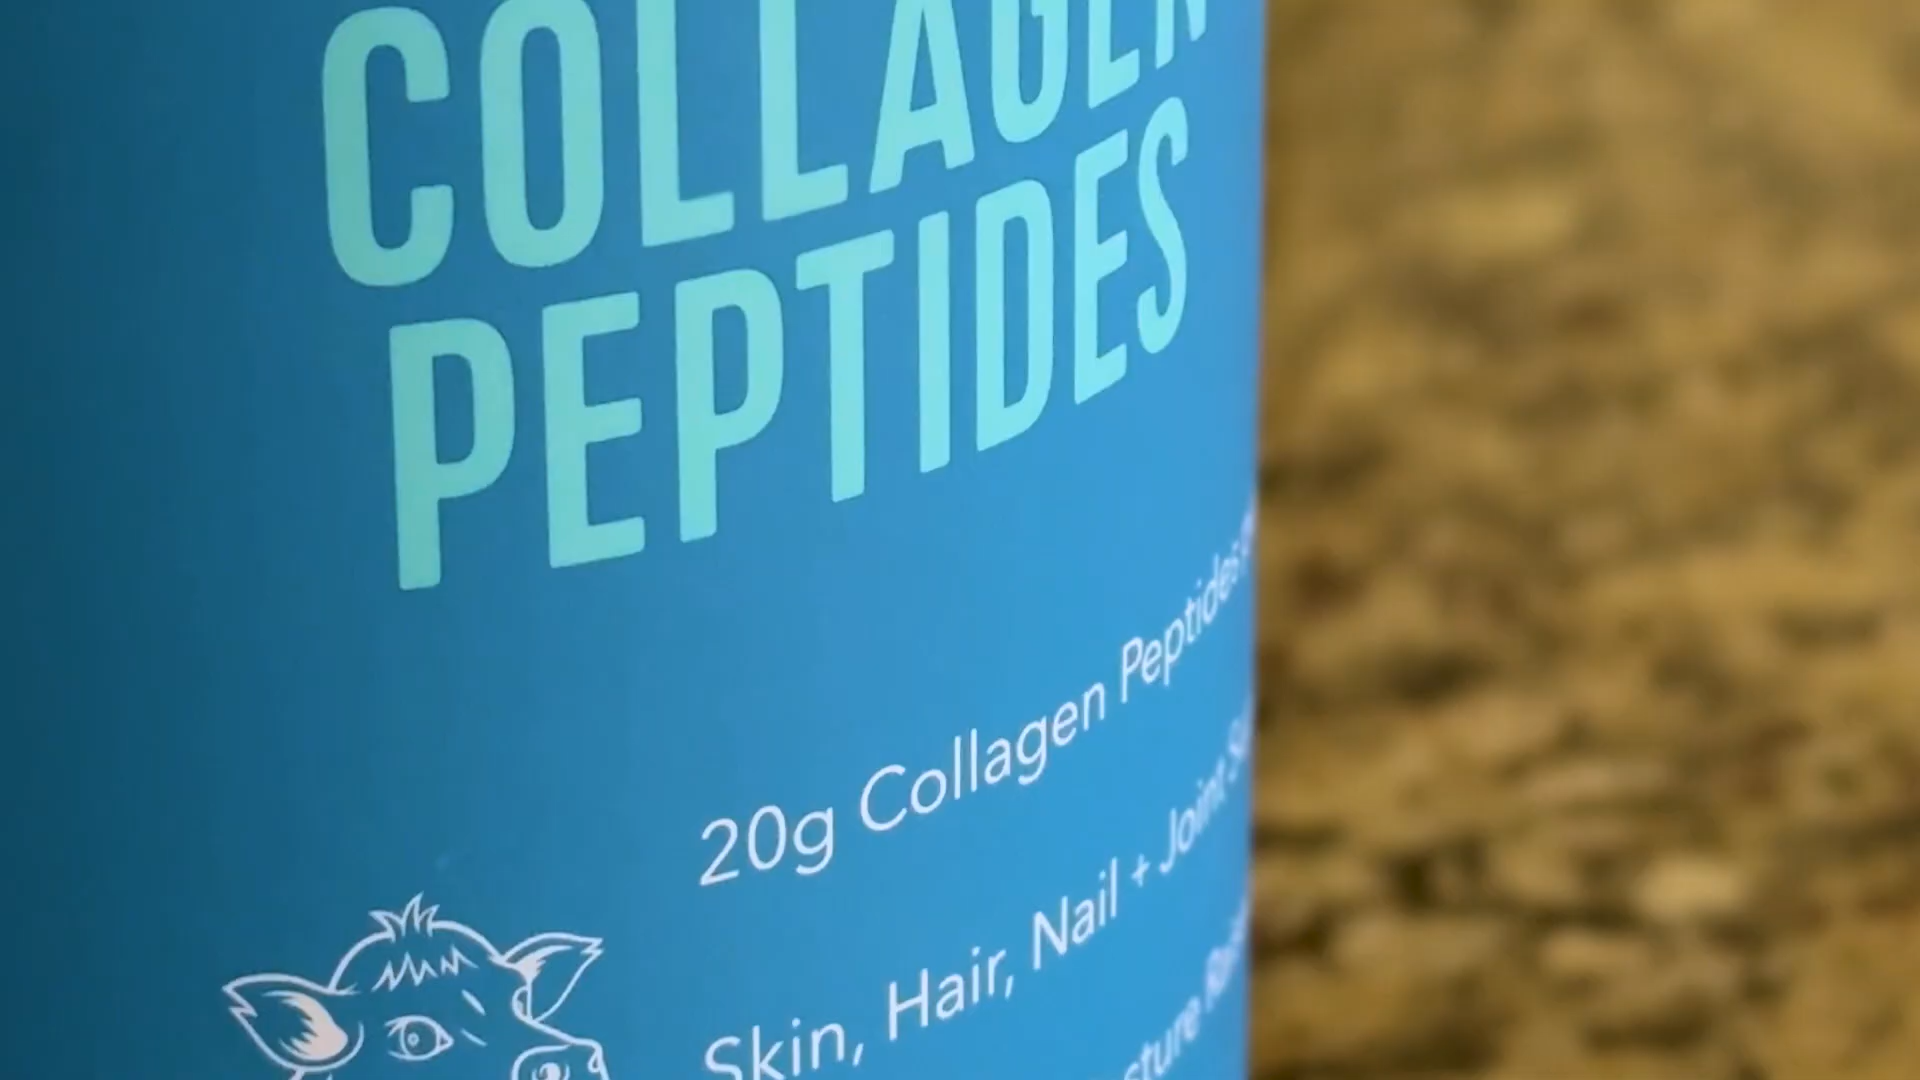 COLLAGEN
PEPTIDES
20g Collagen Peptides
Skin, Hair, Nail + Joint